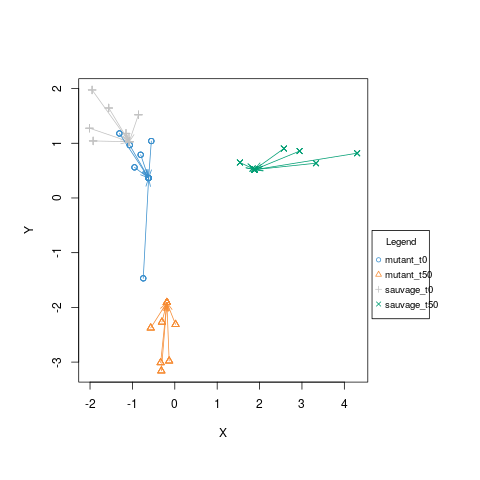 2
1
0
-1
-2
-3
Y
-2 -1 0 1 2 3 4
X
Legend
mutant_t0
mutant_t50
sauvage_t0
sauvage_t50